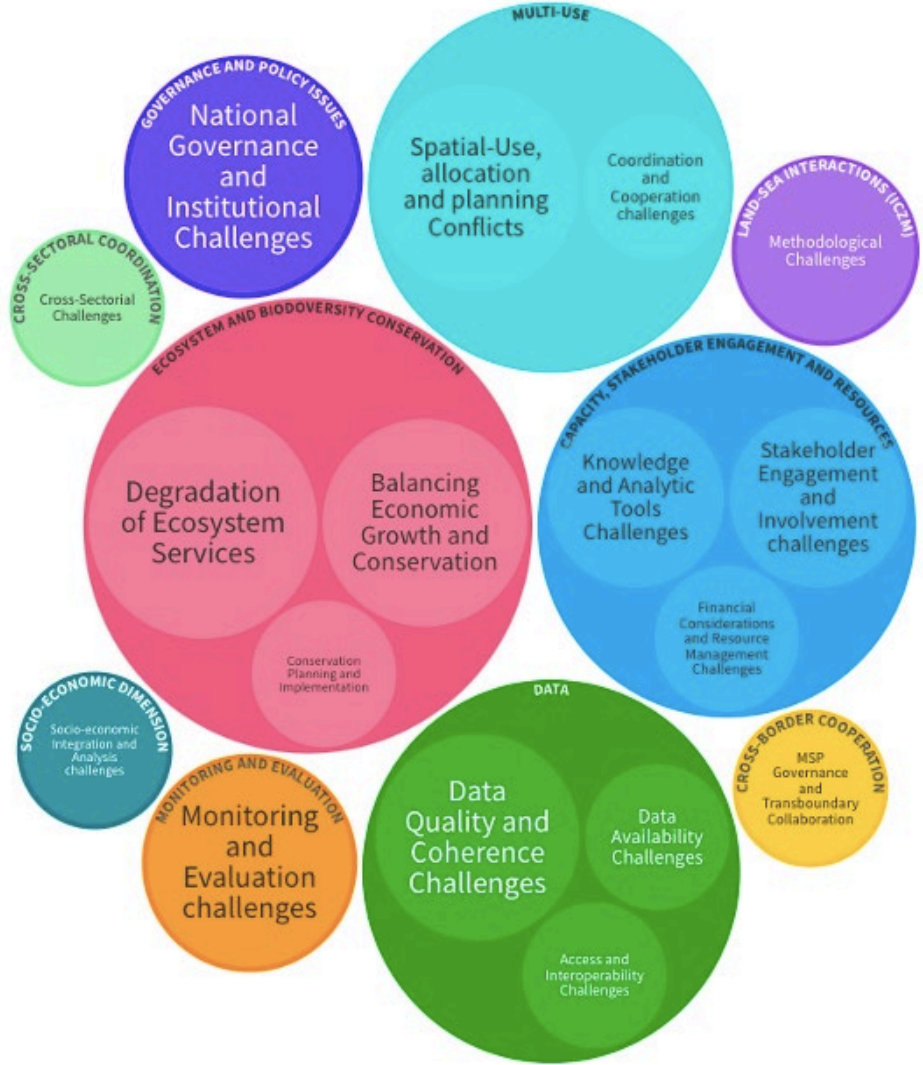 MULTI-USE
Spatial-Use,
allocation
and planning
Conflicts
Coordination
and
Cooperation
challenges
GOVERNANCE AND POLICY ISSUES
National
Governance
and
Institutional
Challenges
LAND-SEA INTERACTIONS (ICZM)
Methodological
Challenges
CROSS-SECTORAL COORDINATION
Cross-Sectorial
Challenges
ECOSYSTEM AND BIODOVERSITY CONSERVATION
Degradation
of Ecosystem
Services
Balancing
Economic
Growth and
Conservation
Conservation
Planning and
Implementation
CAPACITY, STAKEHOLDER ENGAGEMENT AND RESOURCES
Knowledge
and Analytic
Tools
Challenges
Stakeholder
Engagement
and
Involvement
challenges
Financial
Considerations
and Resource
Management
Challenges
SOCIO-ECONOMIC DIMENSION
Socio-economic
Integration and
Analysis
challenges
MONITORING AND EVALUATION
Monitoring
and
Evaluation
challenges
DATA
Data
Quality and
Coherence
Challenges
Data
Availability
Challenges
Access and
Interoperability
Challenges
CROSS-BORDER COOPERATION
MSP
Governance
and
Transboundary
Collaboration